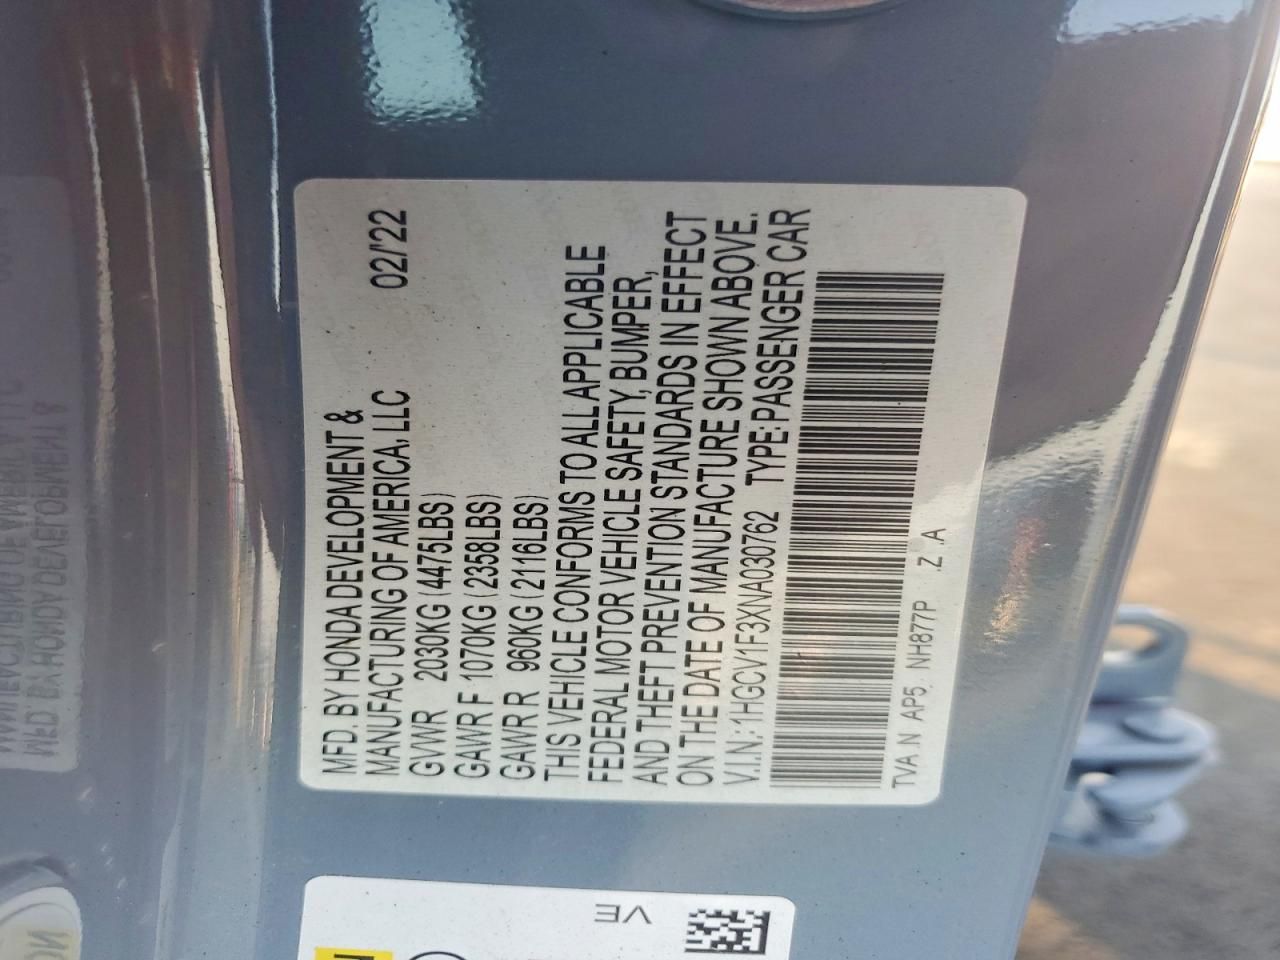 MFD. BY HONDA DEVELOPMENT &
MANUFACTURING OF AMERICA, LLC 02/'22
GVWR 2030KG (4475LBS)
GAWR F 1070KG (2358LBS)
GAWR R 960KG (2116LBS)
THIS VEHICLE CONFORMS TO ALL APPLICABLE
FEDERAL MOTOR VEHICLE SAFETY, BUMPER,
AND THEFT PREVENTION STANDARDS IN EFFECT
ON THE DATE OF MANUFACTURE SHOWN ABOVE.
V.I.N.: 1HGCV1F3XNA030762 TYPE: PASSENGER CAR
TVA.N AP5. NH877P .Z .A
VE